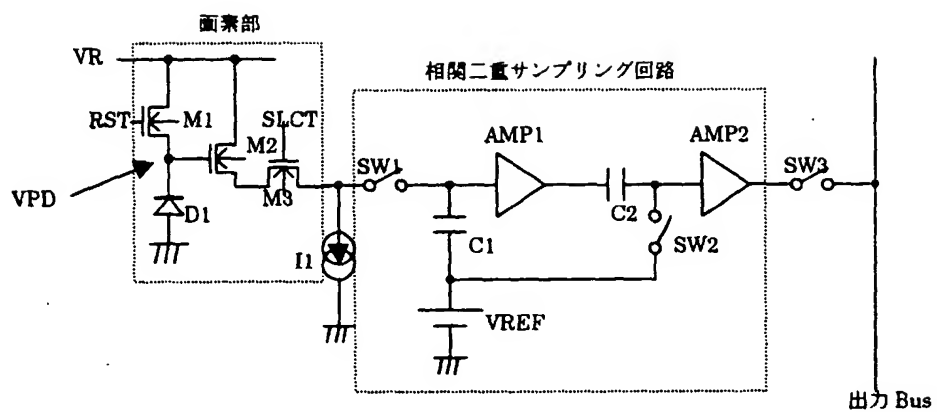 画素部
VR
相関二重サンプリング回路
RST
M1
SLCT
AMP1
AMP2
M2
SW1
SW3
VPD
M3
D1
C2
C1
SW2
I1
VREF
出力 Bus